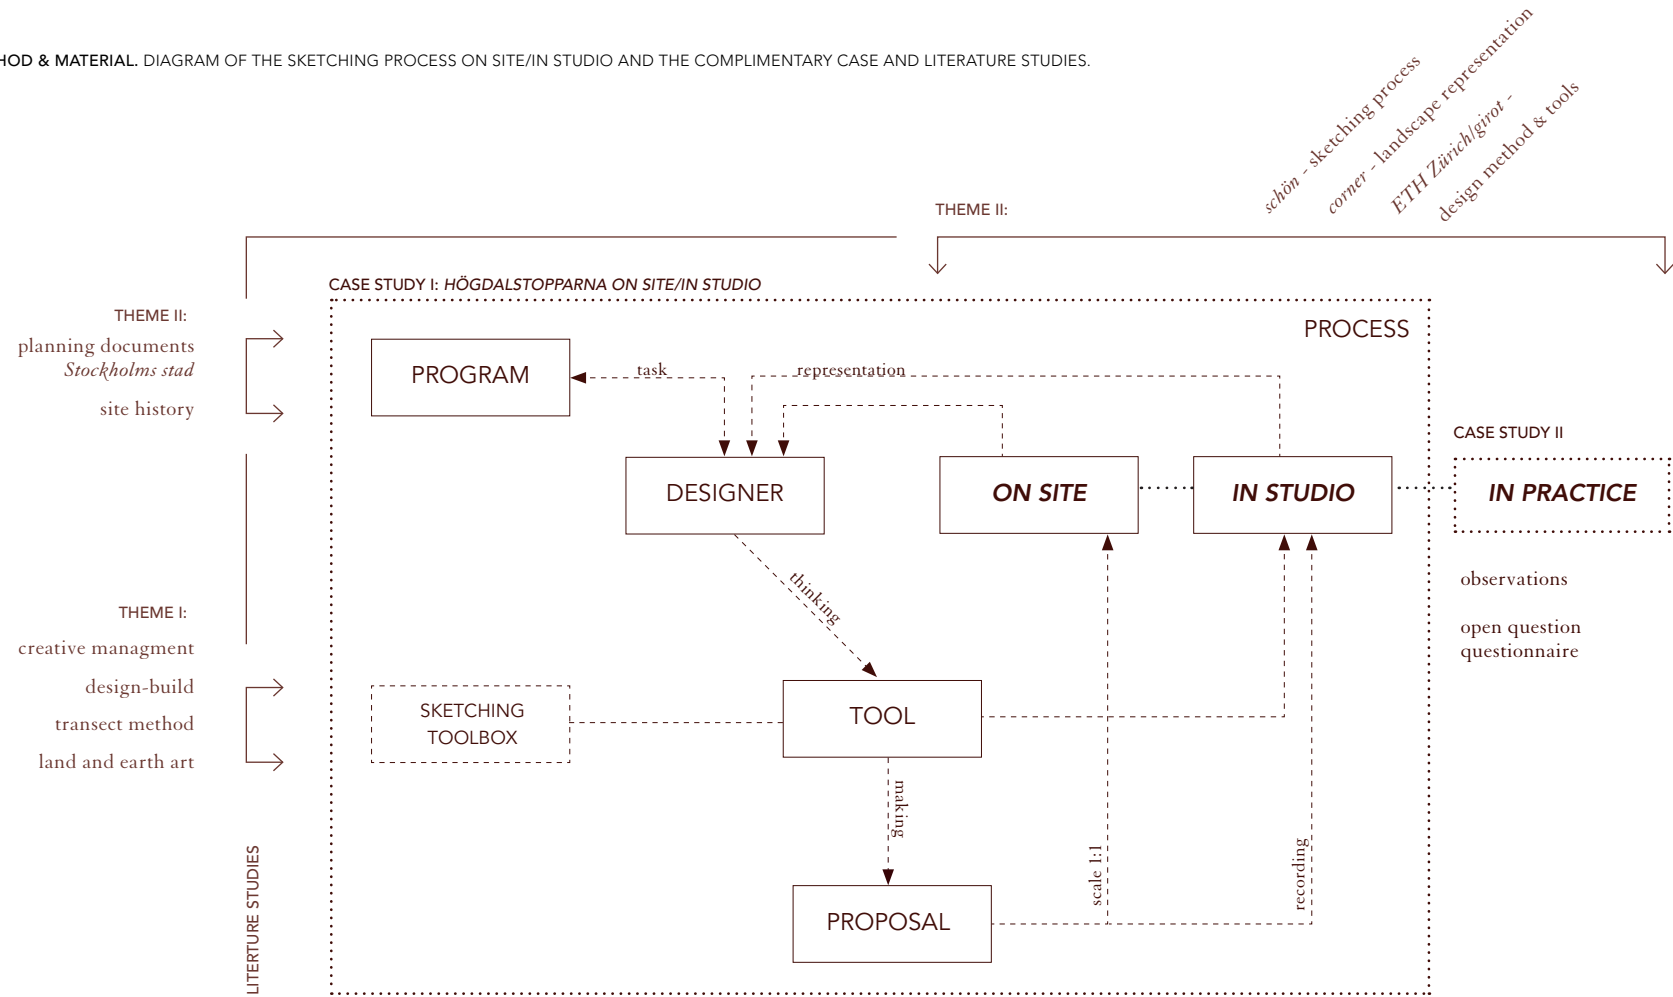 HOD & MATERIAL. DIAGRAM OF THE SKETCHING PROCESS ON SITE/IN STUDIO AND THE COMPLIMENTARY CASE AND LITERATURE STUDIES.
schön - sketching process
corner - landscape representation
ETH Zürich/girot -
design method & tools
THEME II:
CASE STUDY I: HÖGDALSTOPPARNA ON SITE/IN STUDIO
THEME II:
planning documents
Stockholms stad
site history
PROCESS
PROGRAM
task
representation
DESIGNER
ON SITE
IN STUDIO
CASE STUDY II
IN PRACTICE
observations
open question
questionnaire
thinking
THEME I:
creative managment
design-build
transect method
land and earth art
SKETCHING
TOOLBOX
TOOL
making
scale 1:1
recording
PROPOSAL
LITERTURE STUDIES